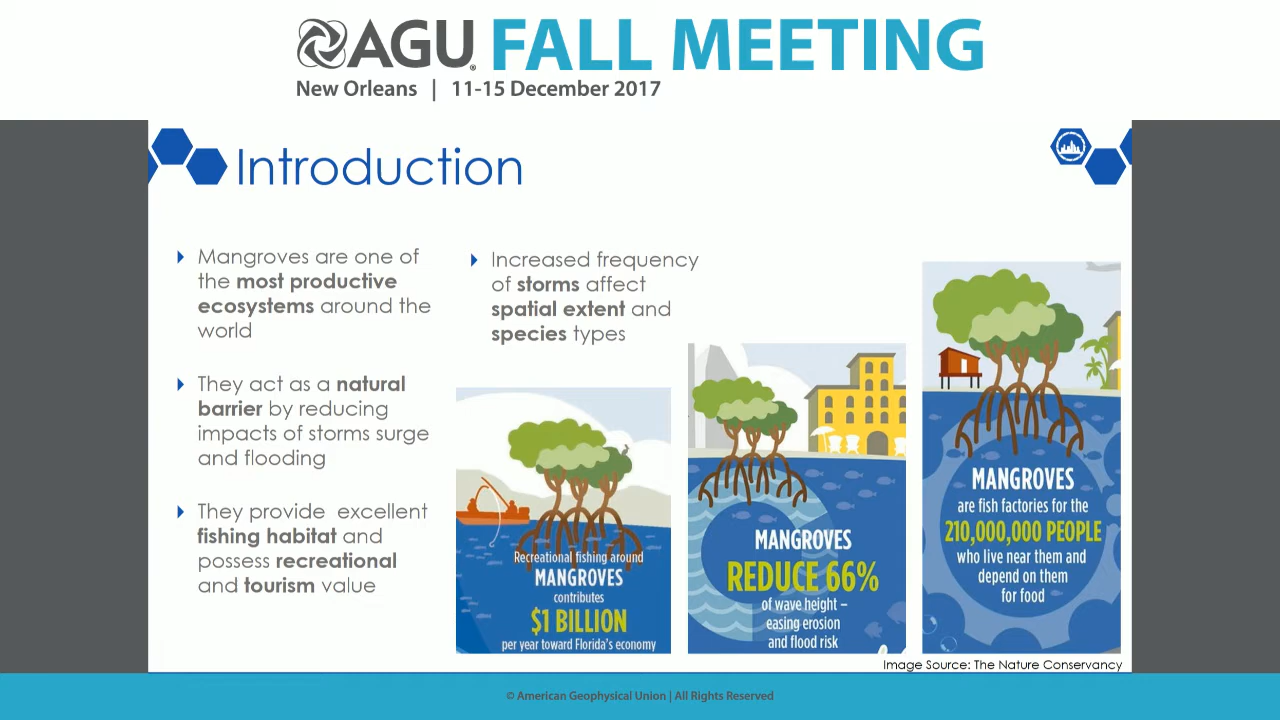 AGU FALL MEETING
New Orleans | 11-15 December 2017
Introduction
Mangroves are one of
the most productive
ecosystems around the
world
They act as a natural
barrier by reducing
impacts of storms surge
and flooding
They provide excellent
fishing habitat and
possess recreational
and tourism value
Increased frequency
of storms affect
spatial extent and
species types
Recreational fishing around
MANGROVES
contributes
$1 BILLION
per year toward Florida's economy
MANGROVES
REDUCE 66%
of wave height –
easing erosion
and flood risk
MANGROVES
are fish factories for the
210,000,000 PEOPLE
who live near them and
depend on them
for food
Image Source: The Nature Conservancy
© American Geophysical Union | All Rights Reserved